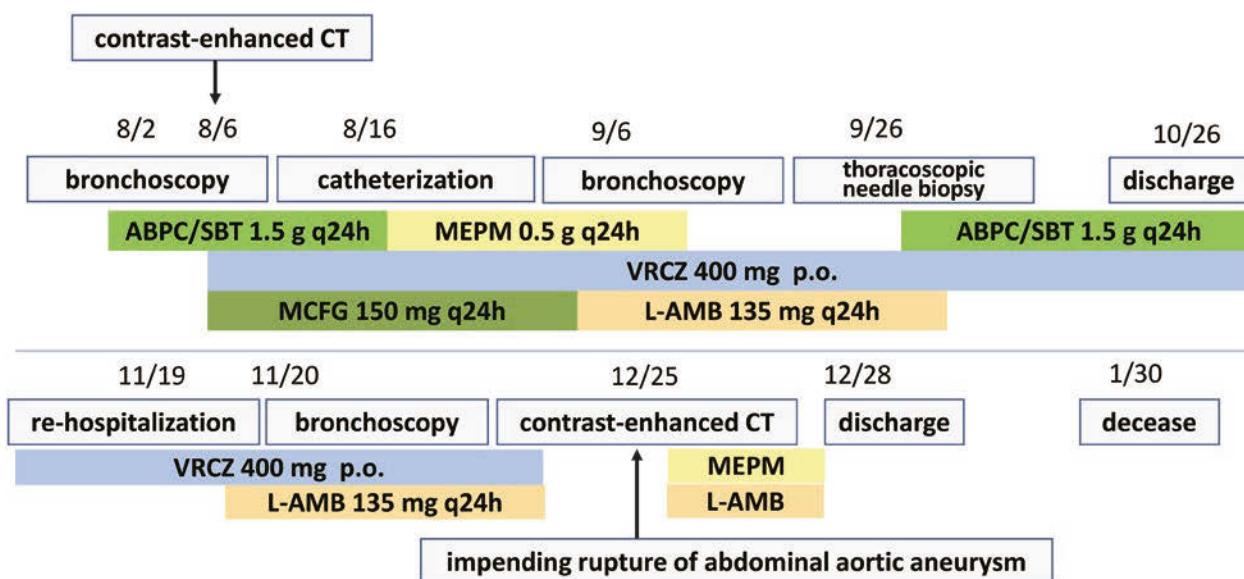 contrast-enhanced CT
8/2 8/6 8/16 9/6 9/26 10/26
bronchoscopy catheterization bronchoscopy thoracoscopic needle biopsy discharge
ABPC/SBT 1.5 g q24h MEPM 0.5 g q24h ABPC/SBT 1.5 g q24h
VRCZ 400 mg p.o.
MCFG 150 mg q24h L-AMB 135 mg q24h
11/19 11/20 12/25 12/28 1/30
re-hospitalization bronchoscopy contrast-enhanced CT discharge decease
VRCZ 400 mg p.o. MEPM
L-AMB 135 mg q24h L-AMB
impending rupture of abdominal aortic aneurysm